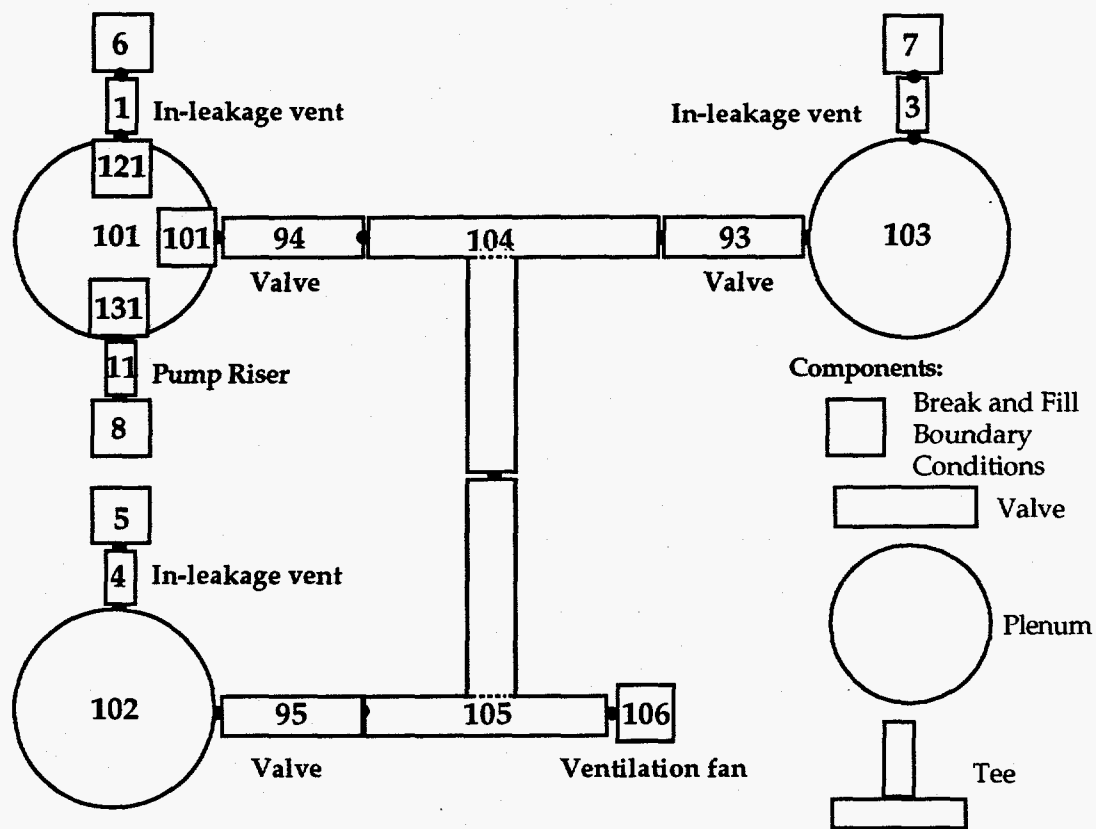 6
7
1
In-leakage vent
In-leakage vent
3
121
101
101
94
104
93
103
Valve
Valve
131
11
Pump Riser
8
Components:
Break and Fill
Boundary
Conditions
5
Valve
4
In-leakage vent
Plenum
102
95
105
106
Valve
Ventilation fan
Tee